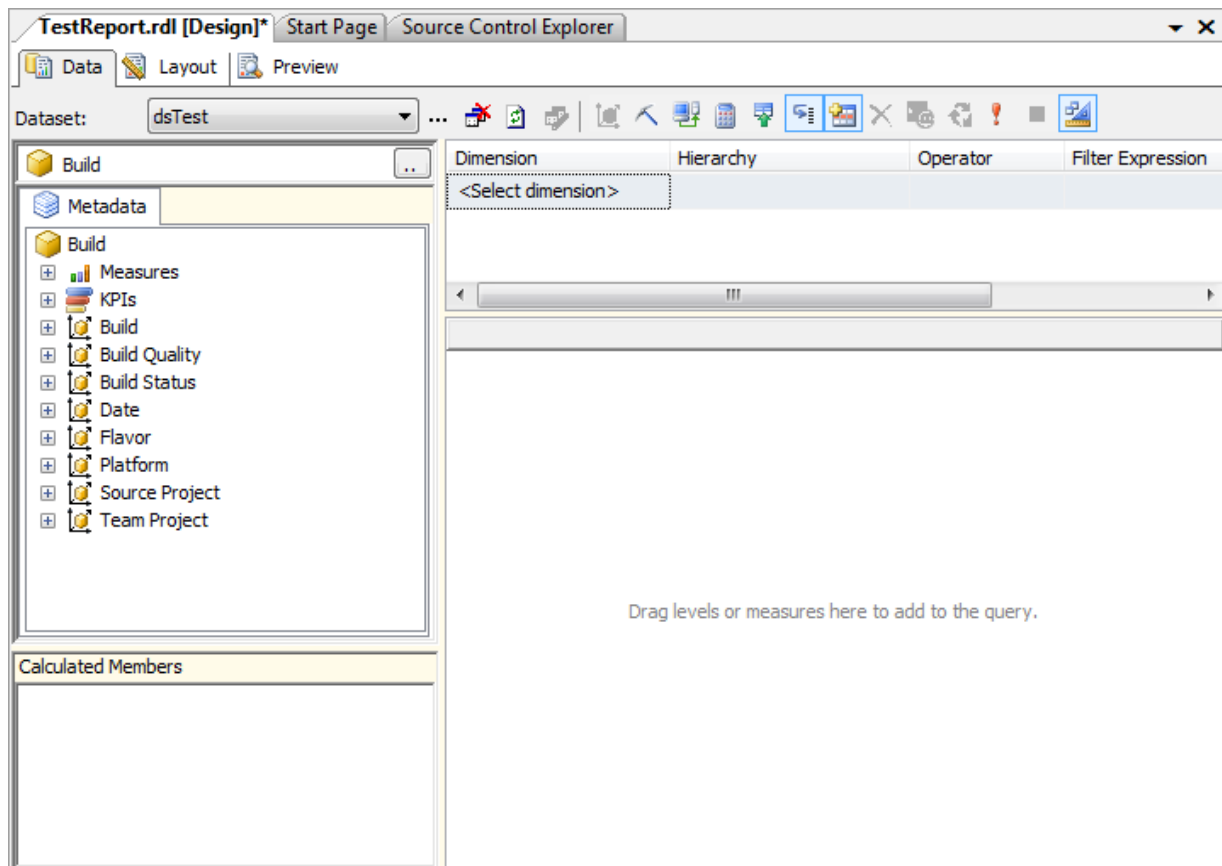 TestReport.rdl [Design]* Start Page Source Control Explorer
Data Layout Preview
Dataset: dsTest ...
Build ..
Dimension Hierarchy Operator Filter Expression
<Select dimension>
Metadata
Build
Measures
KPIs
Build
Build Quality
Build Status
Date
Flavor
Platform
Source Project
Team Project
Drag levels or measures here to add to the query.
Calculated Members